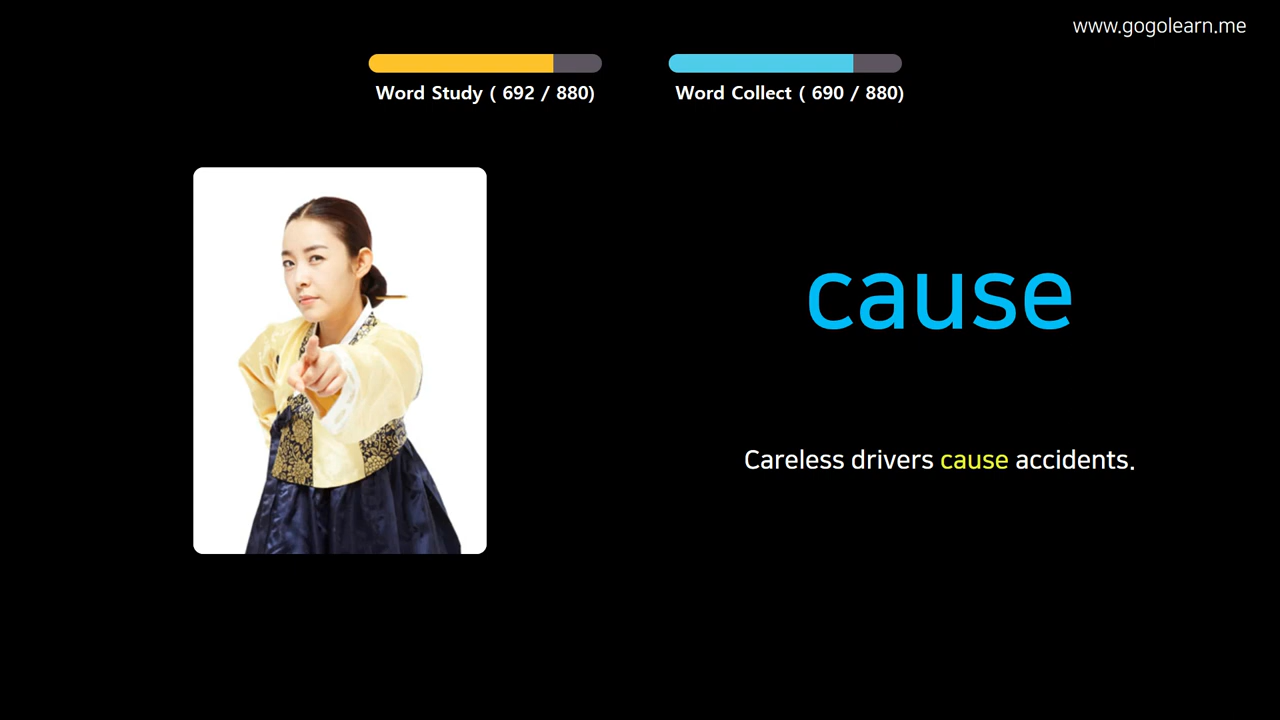 www.gogolearn.me
Word Study ( 692 / 880)
Word Collect ( 690 / 880)
cause
Careless drivers cause accidents.